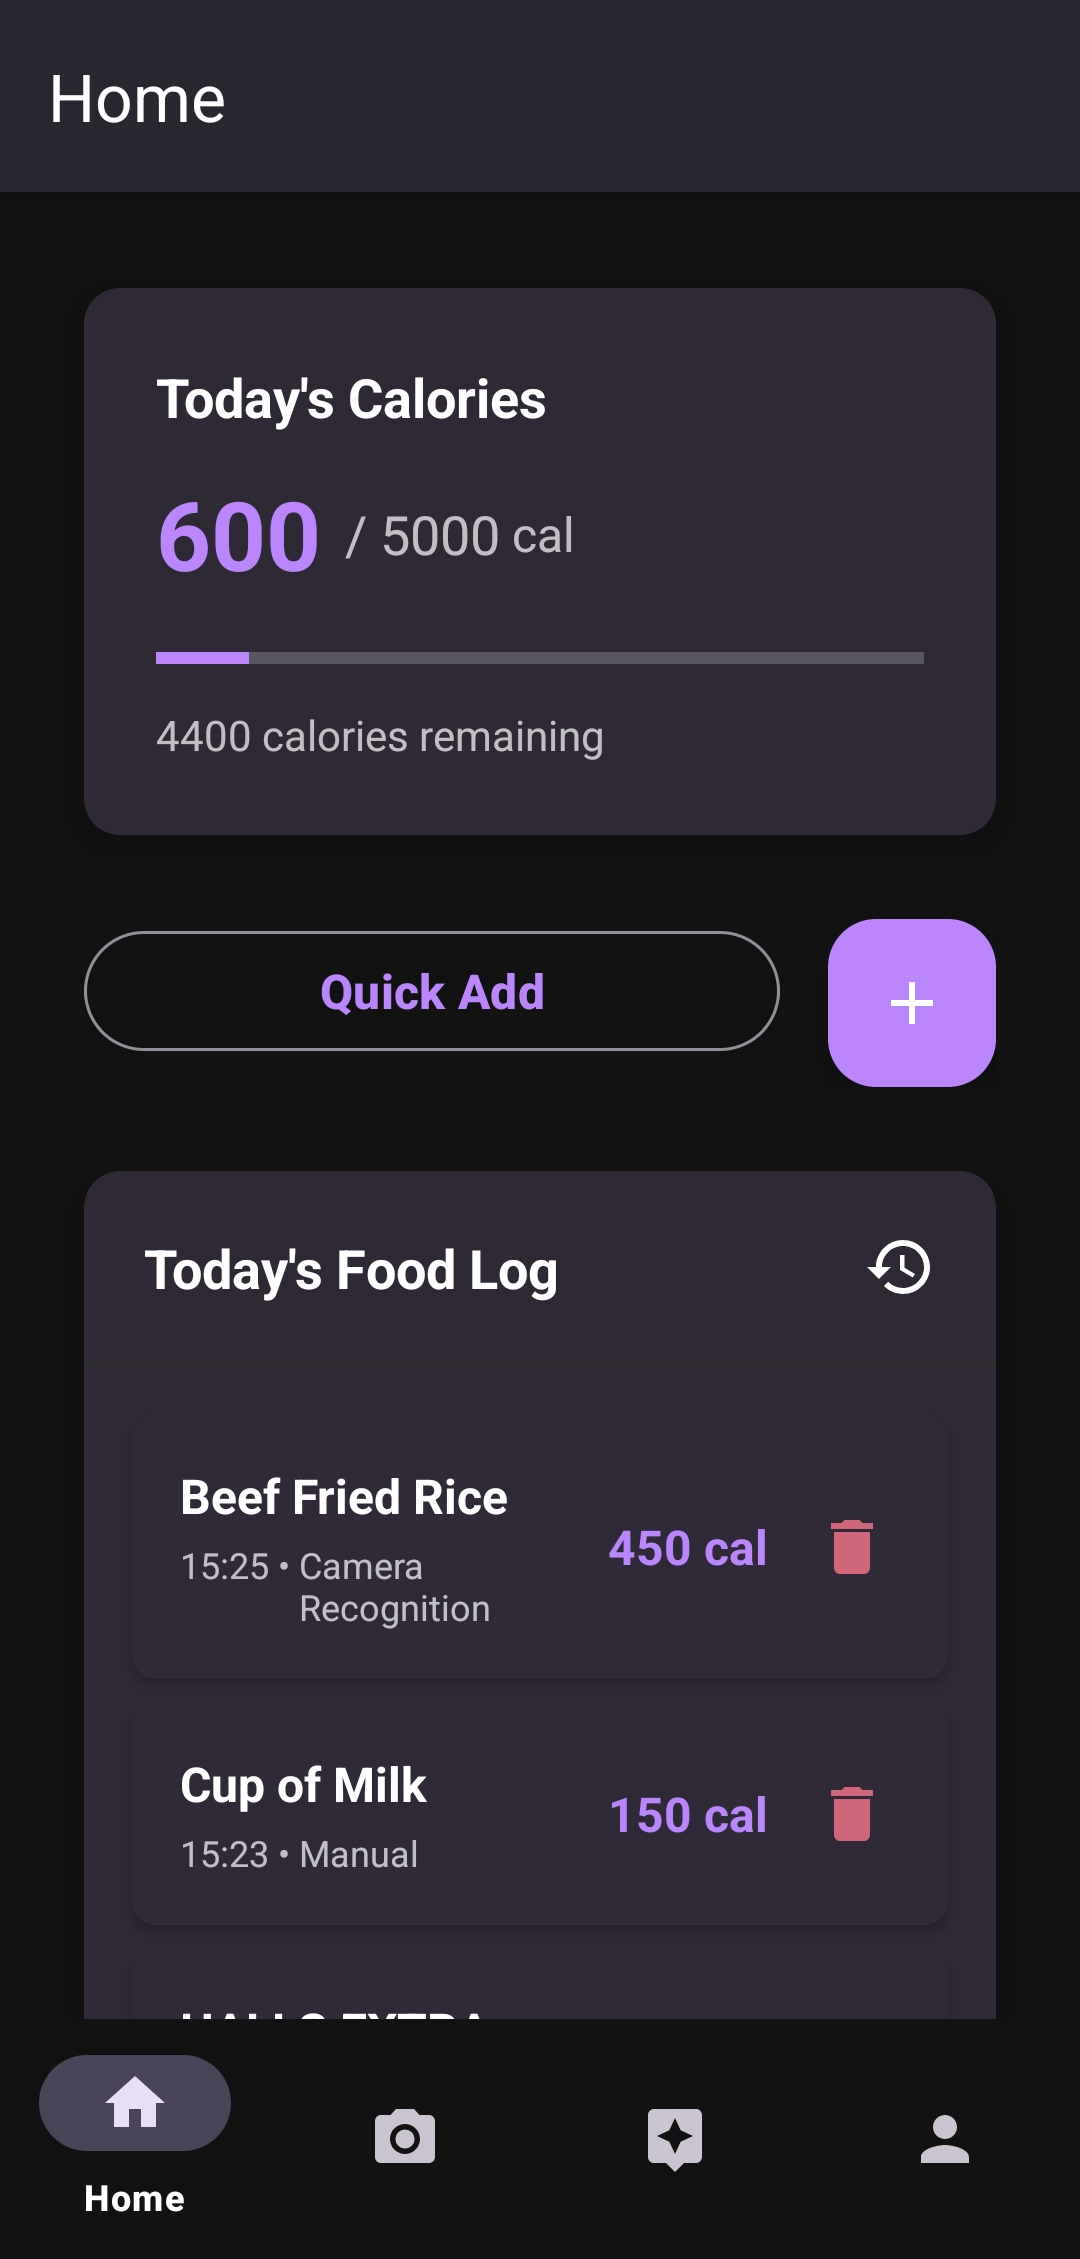 Home
Today's Calories
600 / 5000 cal
4400 calories remaining
Quick Add
Today's Food Log
Beef Fried Rice
15:25 • Camera
Recognition
450 cal
Cup of Milk
15:23 • Manual
150 cal
Home